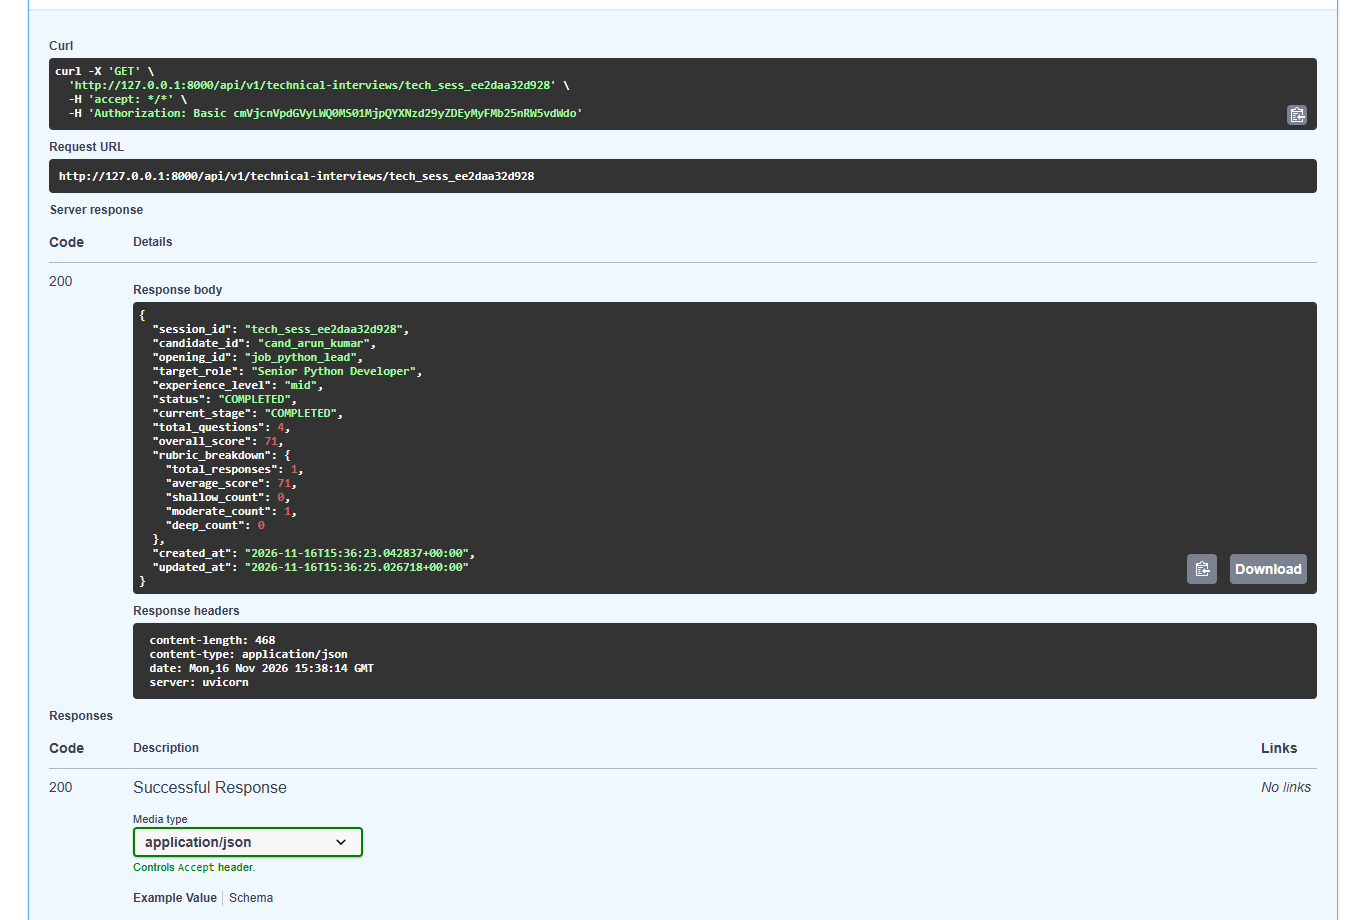 Curl
curl -X 'GET' \
'http://127.0.0.1:8000/api/v1/technical-interviews/tech_sess_ee2daa32d928' \
-H 'accept: */*' \
-H 'Authorization: Basic cmVjcnVpdGVyLWQ0MS01MjpQYXNzd29yZDEyMyFMb25nRW5vdWdo'
Request URL
http://127.0.0.1:8000/api/v1/technical-interviews/tech_sess_ee2daa32d928
Server response
Code Details
200
Response body
{
"session_id": "tech_sess_ee2daa32d928",
"candidate_id": "cand_arun_kumar",
"opening_id": "job_python_lead",
"target_role": "Senior Python Developer",
"experience_level": "mid",
"status": "COMPLETED",
"current_stage": "COMPLETED",
"total_questions": 4,
"overall_score": 71,
"rubric_breakdown": {
"total_responses": 1,
"average_score": 71,
"shallow_count": 0,
"moderate_count": 1,
"deep_count": 0
},
"created_at": "2026-11-16T15:36:23.042837+00:00",
"updated_at": "2026-11-16T15:36:25.026718+00:00"
}
Download
Response headers
content-length: 468
content-type: application/json
date: Mon,16 Nov 2026 15:38:14 GMT
server: uvicorn
Responses
Code Description Links
200 Successful Response No links
Media type
application/json
Controls Accept header.
Example Value Schema